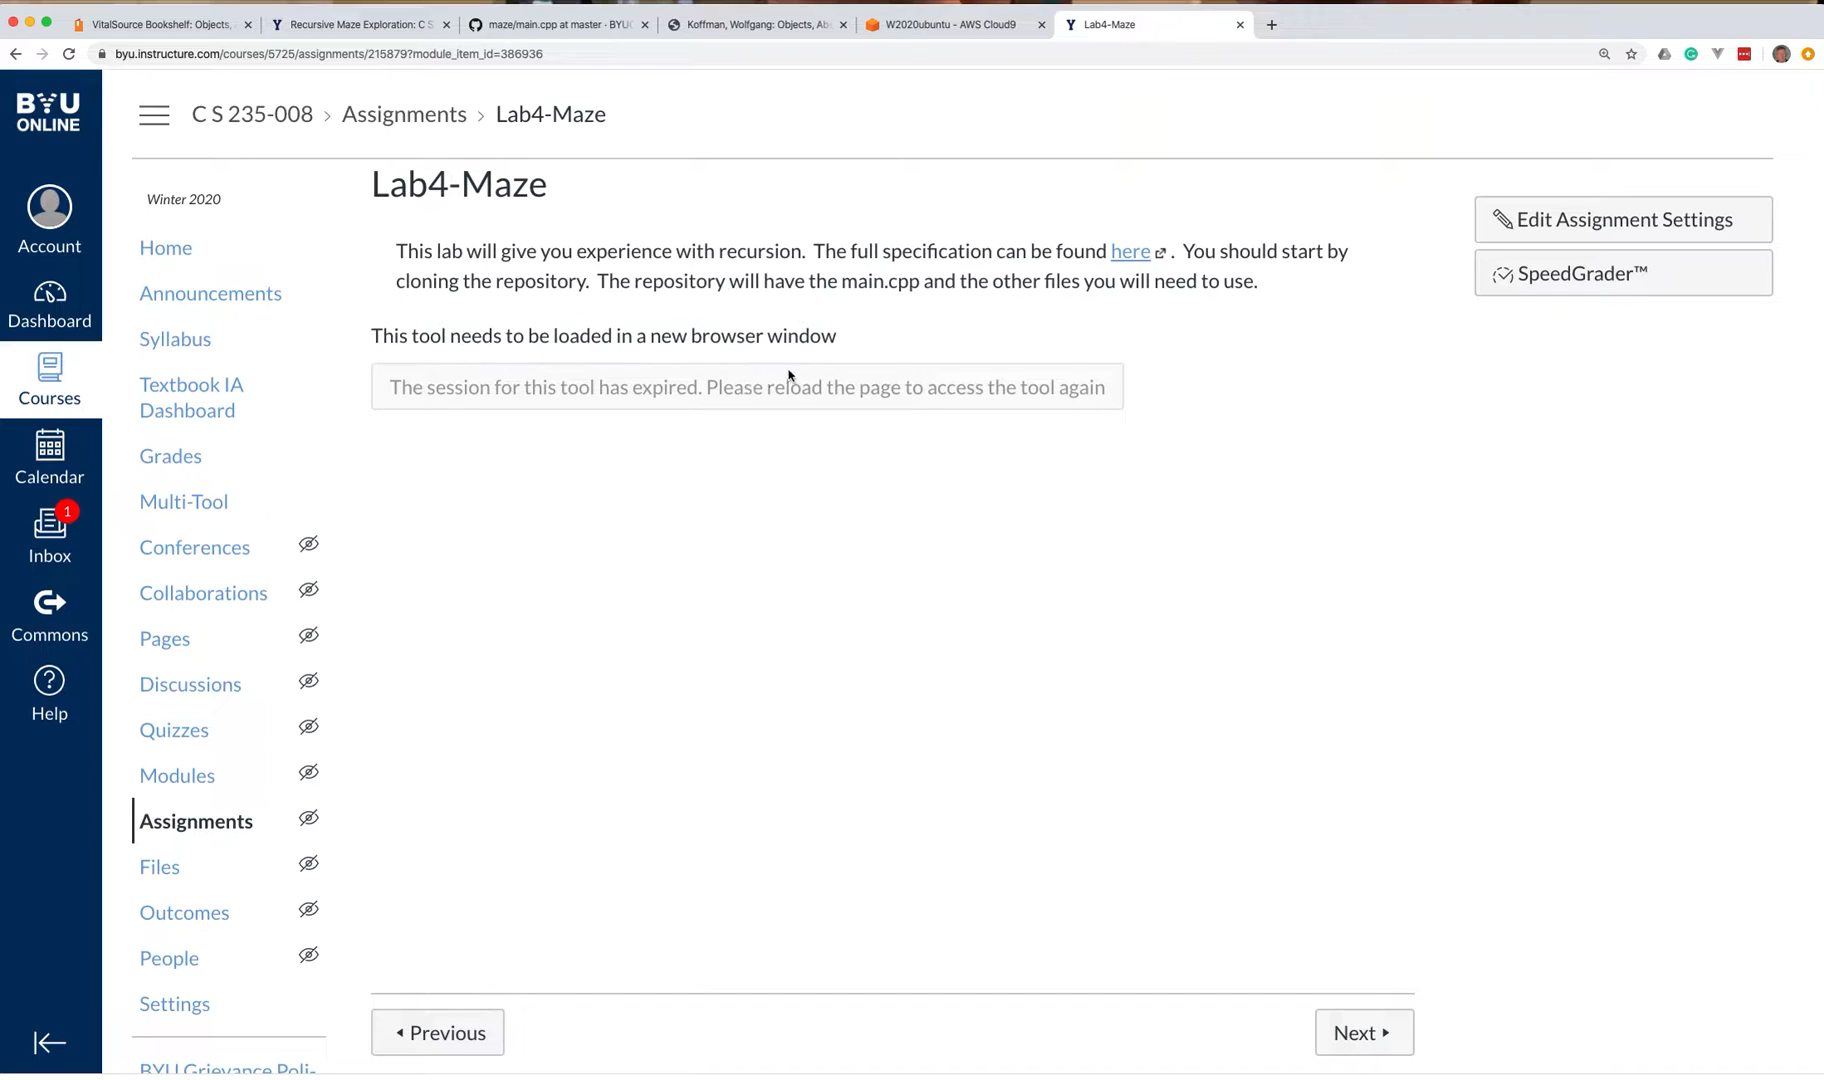 VitalSource Bookshelf: Objects,
Recursive Maze Exploration: C S
maze/main.cpp at master · BYU
Koffman, Wolfgang: Objects, Ab
W2020ubuntu - AWS Cloud9
Lab4-Maze
byu.instructure.com/courses/5725/assignments/215879?module_item_id=386936
BYU
ONLINE
Account
Dashboard
Courses
Calendar
1
Inbox
Commons
Help
C S 235-008 › Assignments › Lab4-Maze
Winter 2020
Home
Announcements
Syllabus
Textbook IA
Dashboard
Grades
Multi-Tool
Conferences
Collaborations
Pages
Discussions
Quizzes
Modules
Assignments
Files
Outcomes
People
Settings
BYU Grievance Poli-
Lab4-Maze
This lab will give you experience with recursion. The full specification can be found here . You should start by
cloning the repository. The repository will have the main.cpp and the other files you will need to use.
This tool needs to be loaded in a new browser window
The session for this tool has expired. Please reload the page to access the tool again
Previous
Next
Edit Assignment Settings
SpeedGrader™